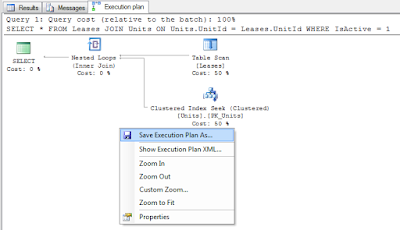 Results Messages Execution plan
Query 1: Query cost (relative to the batch): 100%
SELECT * FROM Leases JOIN Units ON Units.UnitId = Leases.UnitId WHERE IsActive = 1
SELECT
Cost: 0 %
Nested Loops
(Inner Join)
Cost: 0 %
Table Scan
[Leases]
Cost: 50 %
Clustered Index Seek (Clustered)
[Units].[PK_Units]
Cost: 50 %
Save Execution Plan As...
Show Execution Plan XML...
Zoom In
Zoom Out
Custom Zoom...
Zoom to Fit
Properties